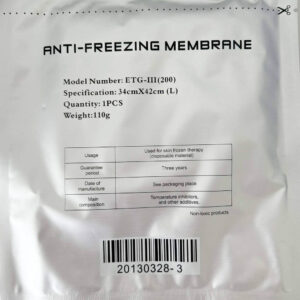 ANTI-FREEZING MEMBRANE
Model Number: ETG-III(200)
Specification: 34cmX42cm (L)
Quantity: 1PCS
Weight:110g
Usage
Used for skin frozen therapy
(disposable material)
Guarantee
period
Three years
Date of
manufacture
See packaging place
Main
composition
Temperature inhibitors,
and other additives.
Non-toxic products
20130328-3